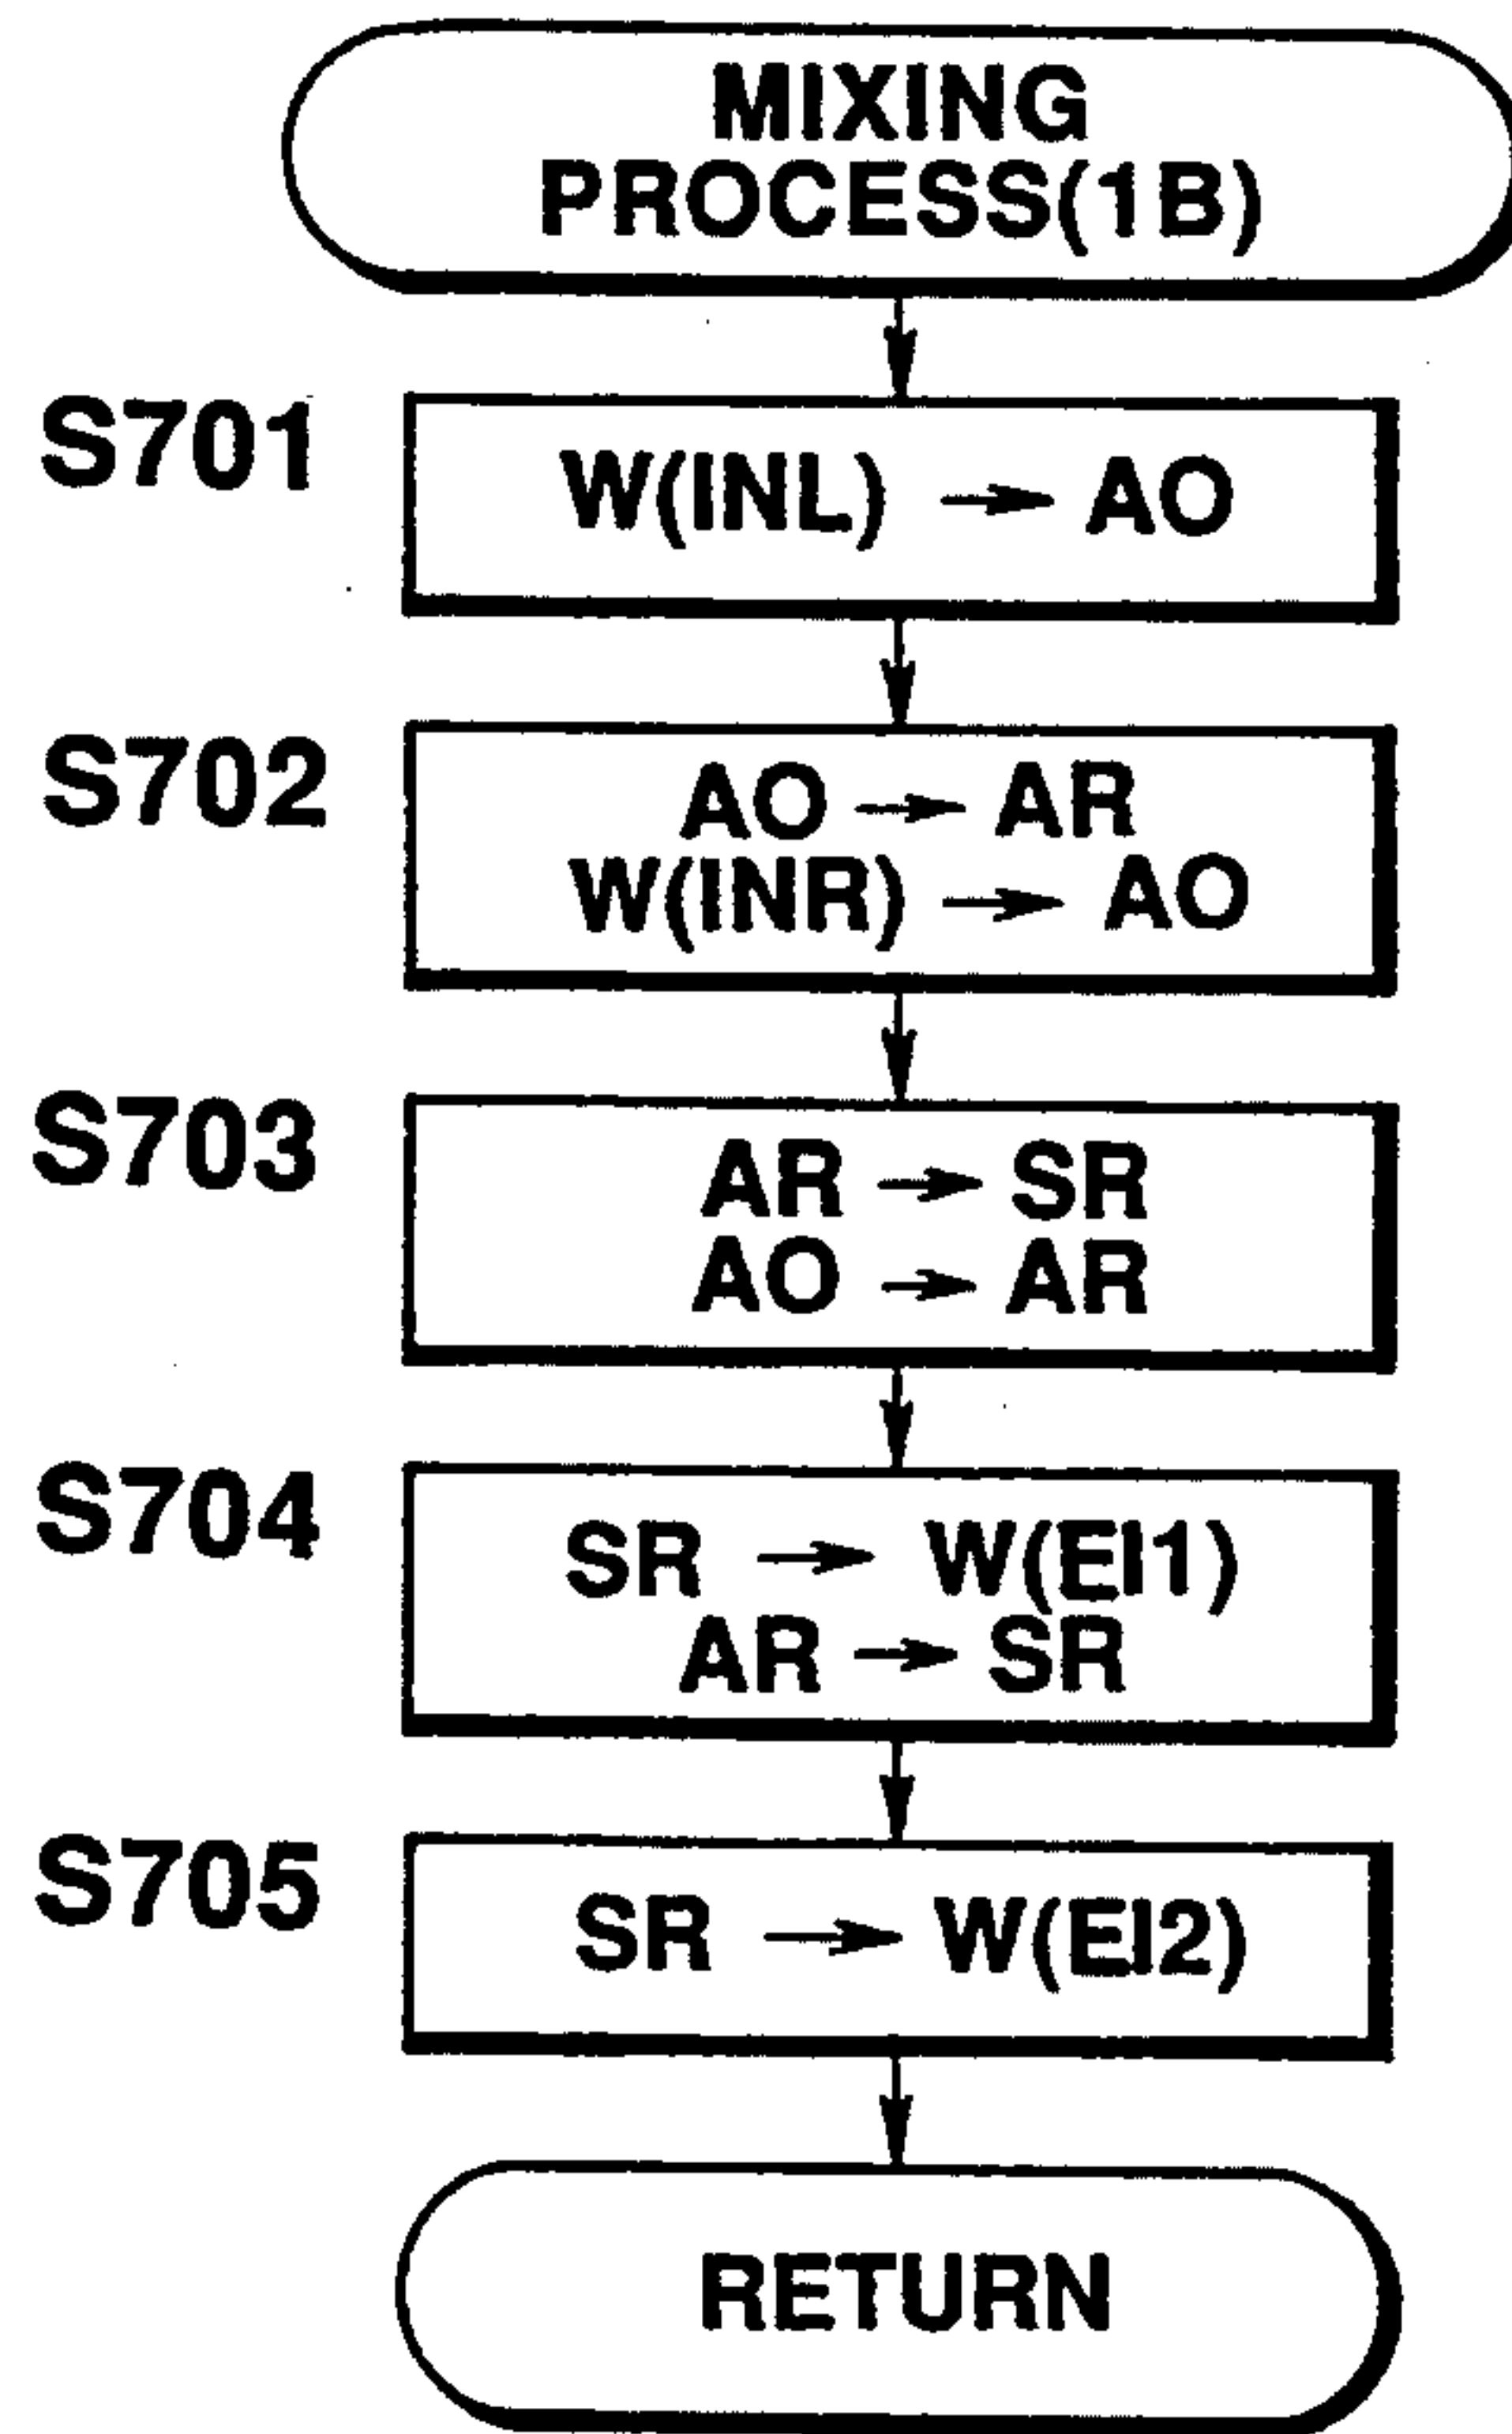 MIXING
PROCESS(1B)
S701
W(INL) → AO
S702
AO → AR
W(INR) → AO
S703
AR → SR
AO → AR
S704
SR → W(EI1)
AR → SR
S705
SR → W(EI2)
RETURN